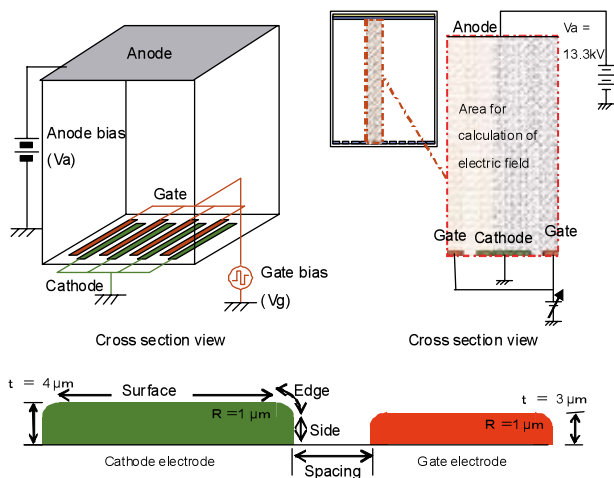 Anode
Anode bias
(Va)
Gate
Cathode
Gate bias
(Vg)
Cross section view
Anode
Va =
13.3kV
Area for
calculation of
electric field
Gate
Cathode
Gate
Cross section view
t = 4 µm
Surface
Edge
R =1 µm
Side
Cathode electrode
Spacing
t = 3 µm
R =1 µm
Gate electrode